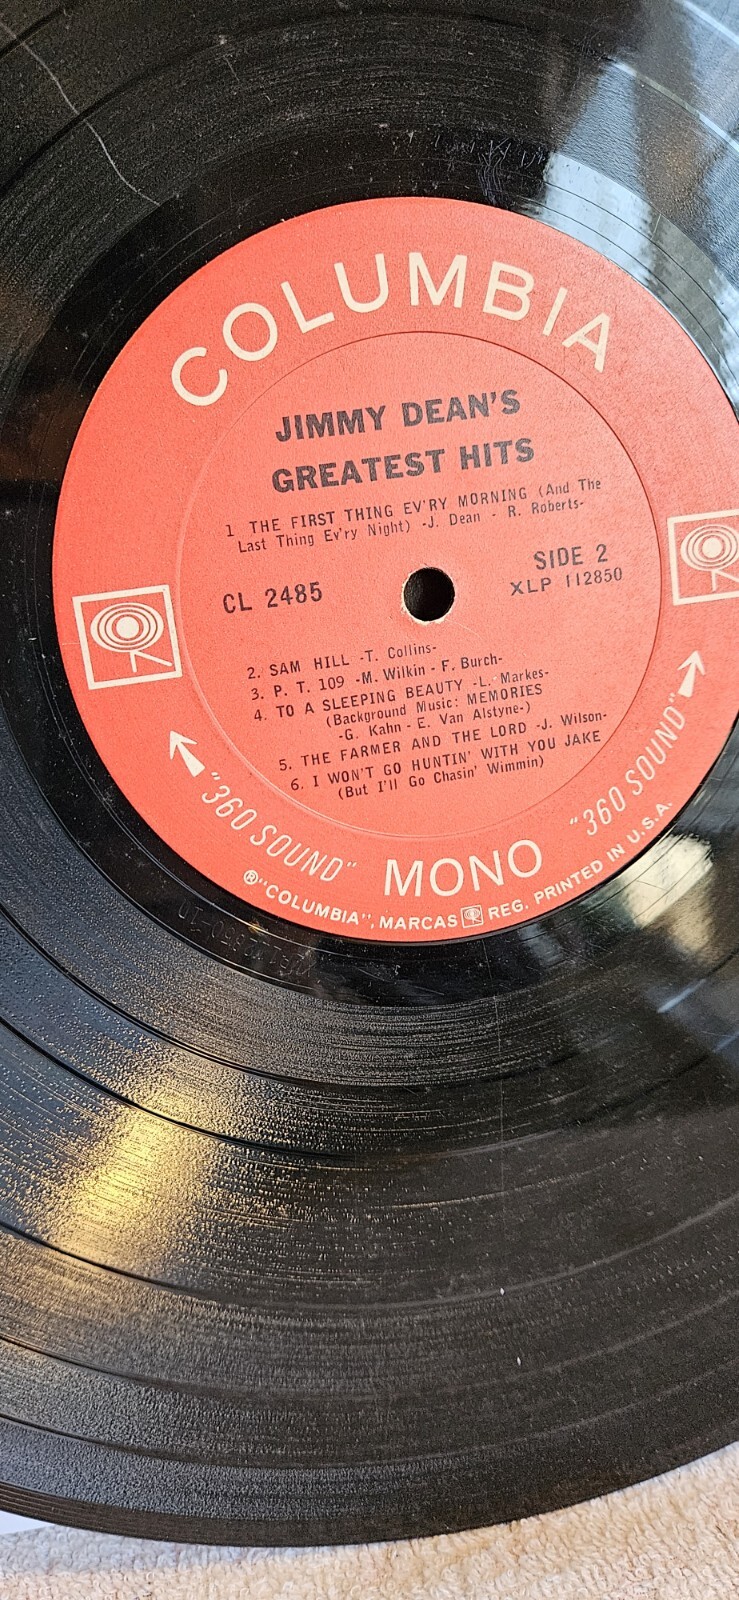 COLUMBIA
JIMMY DEAN'S
GREATEST HITS
1 THE FIRST THING EV'RY MORNING (And The
Last Thing Ev'ry Night) -J. Dean - R. Roberts-
CL 2485
SIDE 2
XLP 112850
2. SAM HILL -T. Collins-
3. P. T. 109 -M. Wilkin - F. Burch-
4. TO A SLEEPING BEAUTY -L. Markes-
(Background Music: MEMORIES
-G. Kahn - E. Van Alstyne-)
5. THE FARMER AND THE LORD -J. Wilson-
6. I WON'T GO HUNTIN' WITH YOU JAKE
(But I'll Go Chasin' Wimmin)
"360 SOUND" MONO "360 SOUND"
®"COLUMBIA", MARCAS REG. PRINTED IN U.S.A.